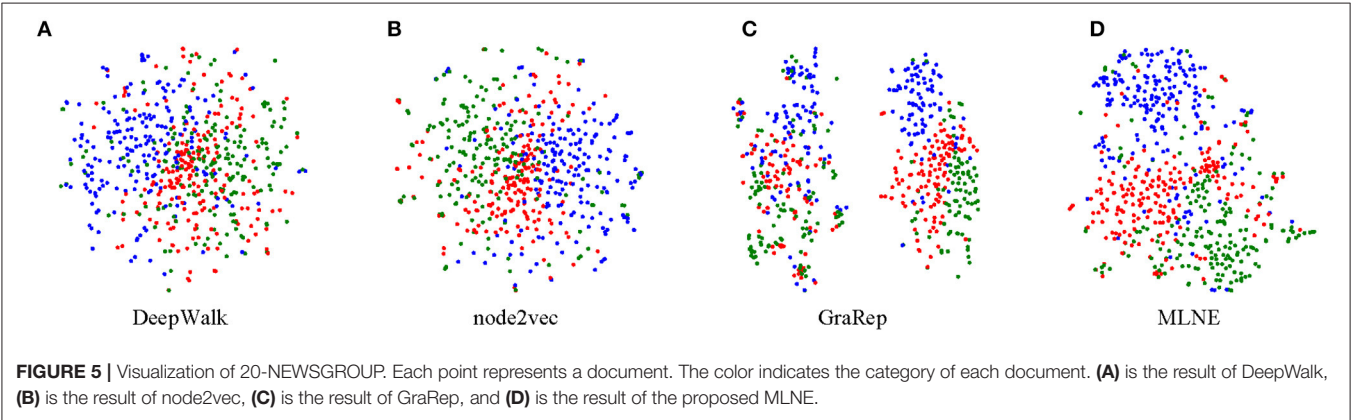 A
B
C
D
DeepWalk
node2vec
GraRep
MLNE
FIGURE 5 | Visualization of 20-NEWSGROUP. Each point represents a document. The color indicates the category of each document. (A) is the result of DeepWalk,
(B) is the result of node2vec, (C) is the result of GraRep, and (D) is the result of the proposed MLNE.